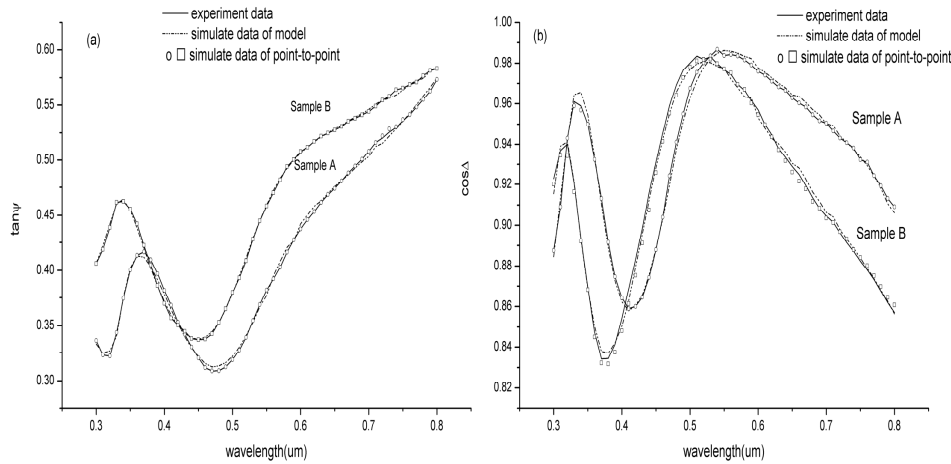 experiment data
simulate data of model
simulate data of point-to-point
(a)
0.60
0.55
0.50
0.45
0.40
0.35
0.30
tanψ
Sample B
Sample A
0.3 0.4 0.5 0.6 0.7 0.8
wavelength(um)
experiment data
simulate data of model
simulate data of point-to-point
(b)
1.00
0.98
0.96
0.94
0.92
0.90
0.88
0.86
0.84
0.82
cosΔ
Sample A
Sample B
0.3 0.4 0.5 0.6 0.7 0.8
wavelength(um)